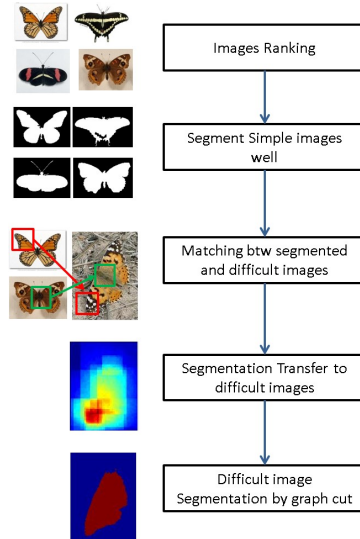 Images Ranking
Segment Simple images
well
Matching btw segmented
and difficult images
Segmentation Transfer to
difficult images
Difficult image
Segmentation by graph cut